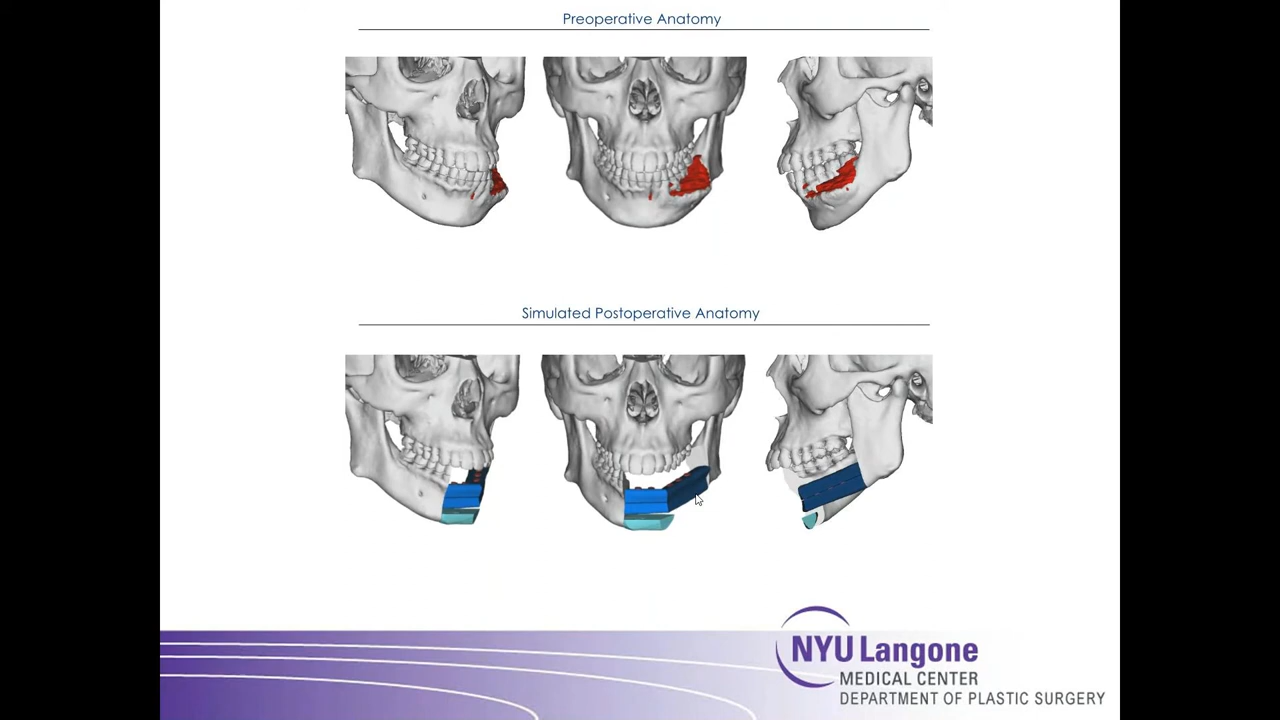 Preoperative Anatomy
Simulated Postoperative Anatomy
NYU Langone
MEDICAL CENTER
DEPARTMENT OF PLASTIC SURGERY